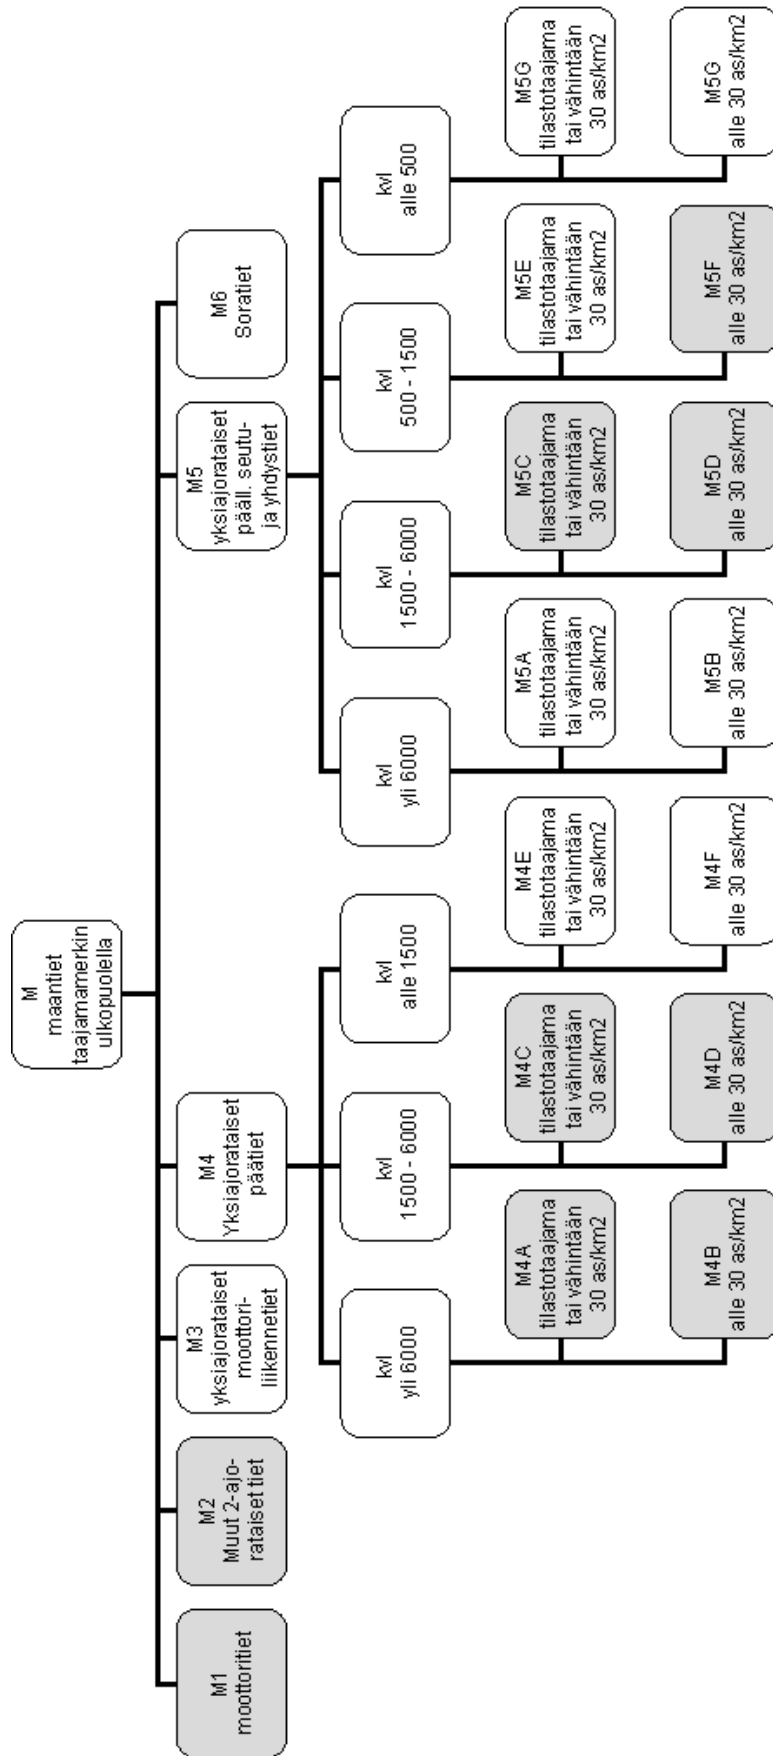 M
maantiet
taajamamerkin
ulkopuolella
M1
moottoritiet
M2
Muut 2-ajo-
rataiset tiet
M3
yksiajorataiset
moottori-
liikennetiet
M4
Yksiajorataiset
päätiet
M5
yksiajorataiset
pääll. seutu-
ja yhdystiet
M6
Soratiet
kvl
yli 6000
kvl
1500 - 6000
kvl
alle 1500
kvl
yli 6000
kvl
1500 - 6000
kvl
500 - 1500
kvl
alle 500
M4A
tilastotaajama
tai vähintään
30 as/km2
M4C
tilastotaajama
tai vähintään
30 as/km2
M4E
tilastotaajama
tai vähintään
30 as/km2
M5A
tilastotaajama
tai vähintään
30 as/km2
M5C
tilastotaajama
tai vähintään
30 as/km2
M5E
tilastotaajama
tai vähintään
30 as/km2
M5G
tilastotaajama
tai vähintään
30 as/km2
M4B
alle 30 as/km2
M4D
alle 30 as/km2
M4F
alle 30 as/km2
M5B
alle 30 as/km2
M5D
alle 30 as/km2
M5F
alle 30 as/km2
M5G
alle 30 as/km2